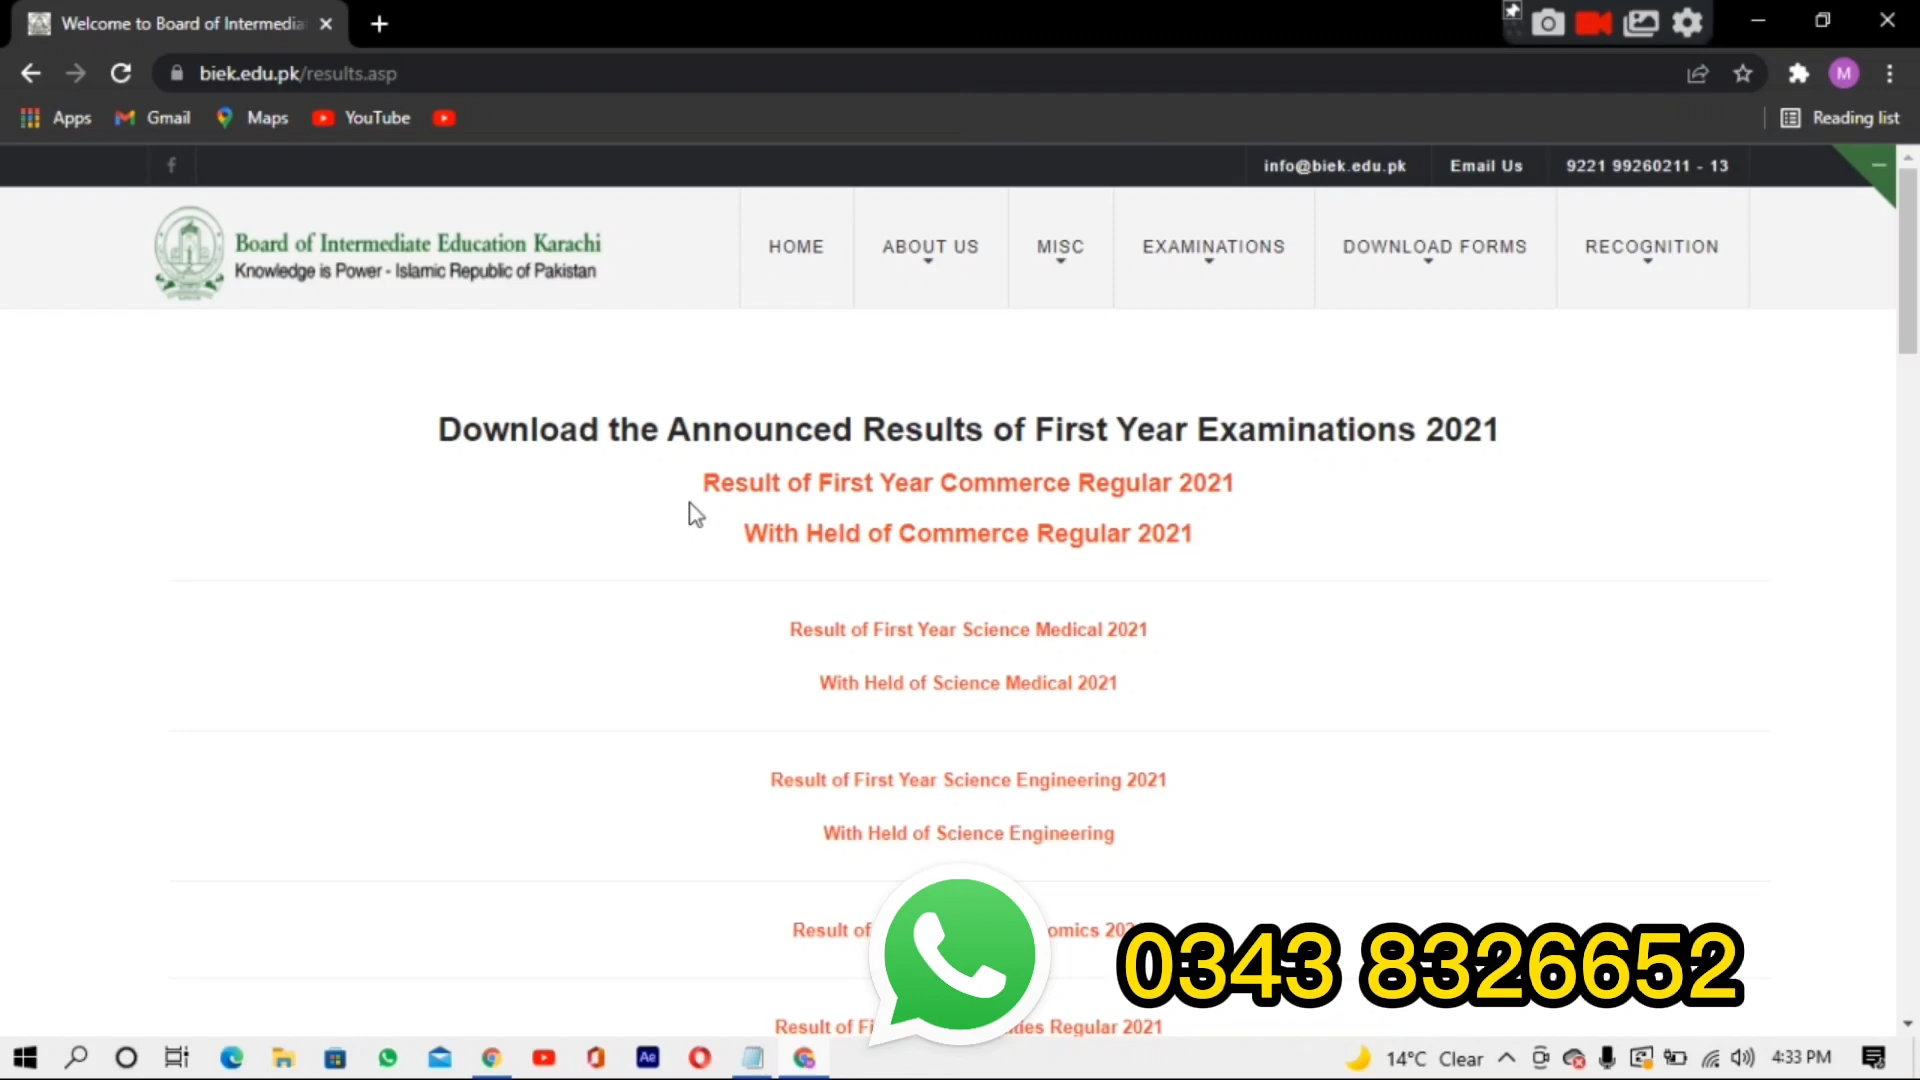 Welcome to Board of Intermedia
biek.edu.pk/results.asp
M
Apps
Gmail
Maps
YouTube
Reading list
info@biek.edu.pk
Email Us
9221 99260211 - 13
Board of Intermediate Education Karachi
Knowledge is Power - Islamic Republic of Pakistan
HOME
ABOUT US
MISC
EXAMINATIONS
DOWNLOAD FORMS
RECOGNITION
Download the Announced Results of First Year Examinations 2021
Result of First Year Commerce Regular 2021
With Held of Commerce Regular 2021
Result of First Year Science Medical 2021
With Held of Science Medical 2021
Result of First Year Science Engineering 2021
With Held of Science Engineering
Result of
0343 8326652
Result of Regular 2021
Ae
14°C Clear
4:33 PM